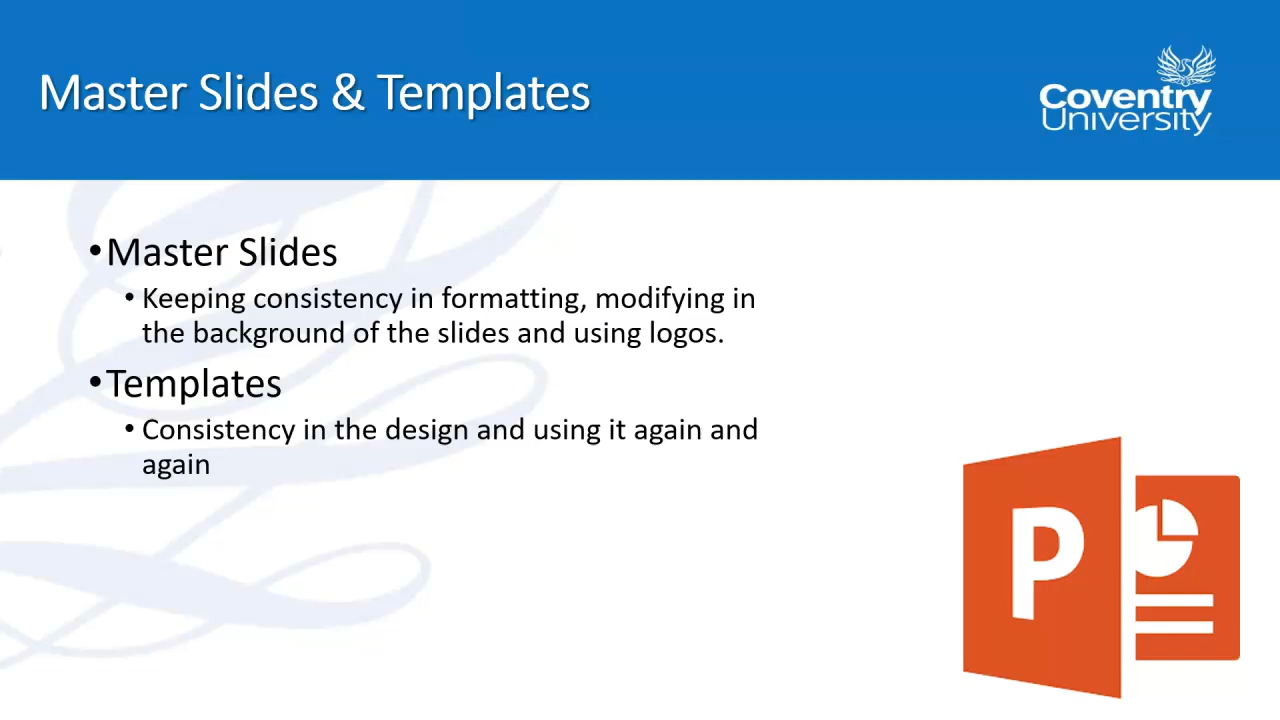 Master Slides & Templates
Coventry
University
•Master Slides
• Keeping consistency in formatting, modifying in
the background of the slides and using logos.
•Templates
• Consistency in the design and using it again and
again
P